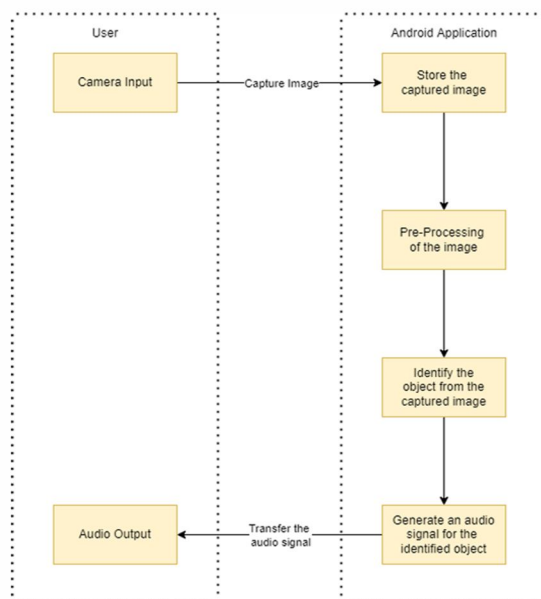 User
Android Application
Camera Input
Capture Image
Store the
captured image
Pre-Processing
of the image
Identify the
object from the
captured image
Audio Output
Transfer the
audio signal
Generate an audio
signal for the
identified object